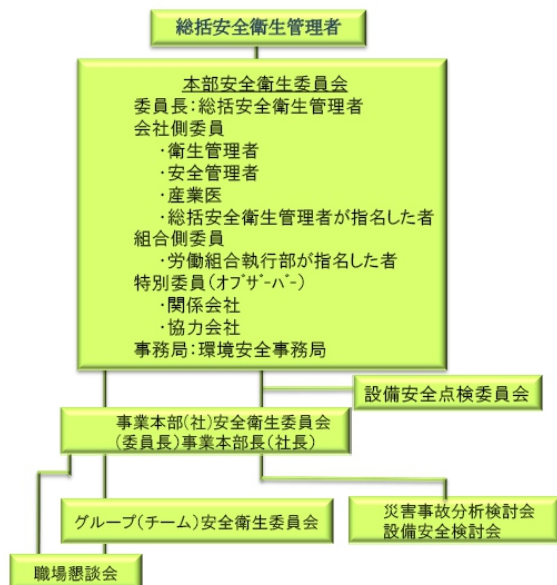 総括安全衛生管理者
本部安全衛生委員会
委員長:総括安全衛生管理者
会社側委員
・衛生管理者
・安全管理者
・産業医
・総括安全衛生管理者が指名した者
組合側委員
・労働組合執行部が指名した者
特別委員(オブザーバー)
・関係会社
・協力会社
事務局:環境安全事務局
設備安全点検委員会
事業本部(社)安全衛生委員会
(委員長)事業本部長(社長)
グループ(チーム)安全衛生委員会
災害事故分析検討会
設備安全検討会
職場懇談会